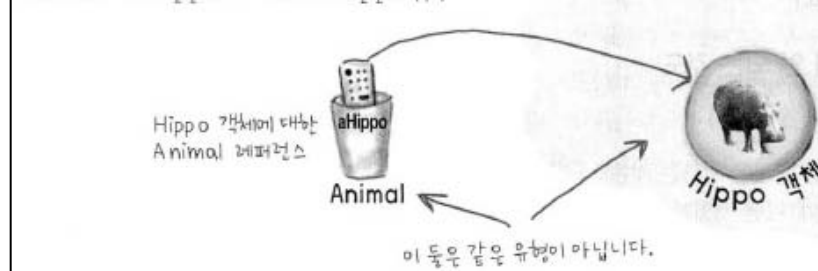 Hippo 객체에 대한
Animal 레퍼런스
aHippo
Animal
Hippo 객체
이 둘은 같은 유형이 아닙니다.